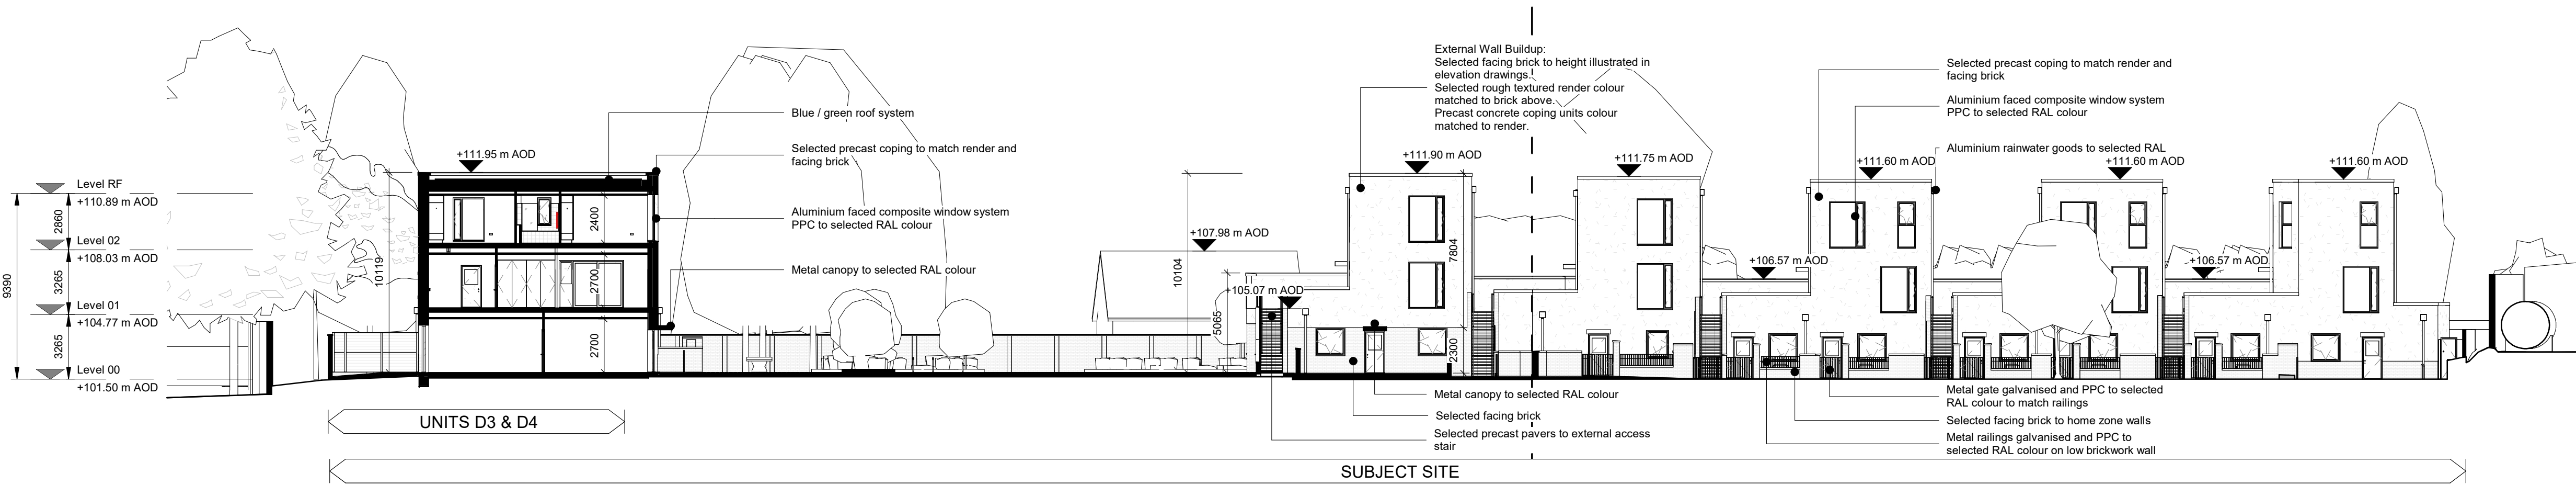 Level RF
+110.89 m AOD
Level 02
+108.03 m AOD
Level 01
+104.77 m AOD
Level 00
+101.50 m AOD
9390
2860
3265
3265
10119
+111.95 m AOD
2400
2700
2700
Blue / green roof system
Selected precast coping to match render and
facing brick
Aluminium faced composite window system
PPC to selected RAL colour
Metal canopy to selected RAL colour
UNITS D3 & D4
+107.98 m AOD
10104
5065
+105.07 m AOD
External Wall Buildup:
Selected facing brick to height illustrated in
elevation drawings.
Selected rough textured render colour
matched to brick above.
Precast concrete coping units colour
matched to render.
+111.90 m AOD
7804
2300
Metal canopy to selected RAL colour
Selected facing brick
Selected precast pavers to external access
stair
+111.75 m AOD
+106.57 m AOD
+111.60 m AOD
+111.60 m AOD
+106.57 m AOD
+111.60 m AOD
Selected precast coping to match render and
facing brick
Aluminium faced composite window system
PPC to selected RAL colour
Aluminium rainwater goods to selected RAL
Metal gate galvanised and PPC to selected
RAL colour to match railings
Selected facing brick to home zone walls
Metal railings galvanised and PPC to
selected RAL colour on low brickwork wall
SUBJECT SITE